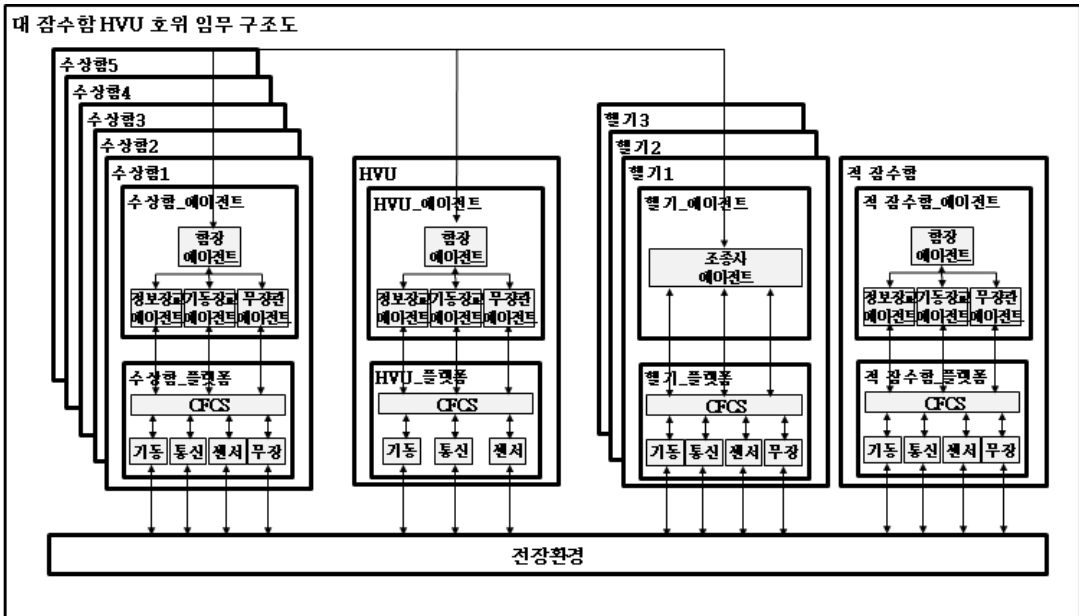 대 잠수함 HVU 호위 임무 구조도
수상함5
수상함4
수상함3
수상함2
수상함1
수상함_에이전트
함장
에이전트
정보장교
에이전트
기동장교
에이전트
무장관
에이전트
수상함_플랫폼
CFCS
기동
통신
센서
무장
HVU
HVU_에이전트
함장
에이전트
정보장교
에이전트
기동장교
에이전트
무장관
에이전트
HVU_플랫폼
CFCS
기동
통신
센서
헬기3
헬기2
헬기1
헬기_에이전트
조종사
에이전트
헬기_플랫폼
CFCS
기동
통신
센서
무장
적 잠수함
적 잠수함_에이전트
함장
에이전트
정보장교
에이전트
기동장교
에이전트
무장관
에이전트
적 잠수함_플랫폼
CFCS
기동
통신
센서
무장
전장환경